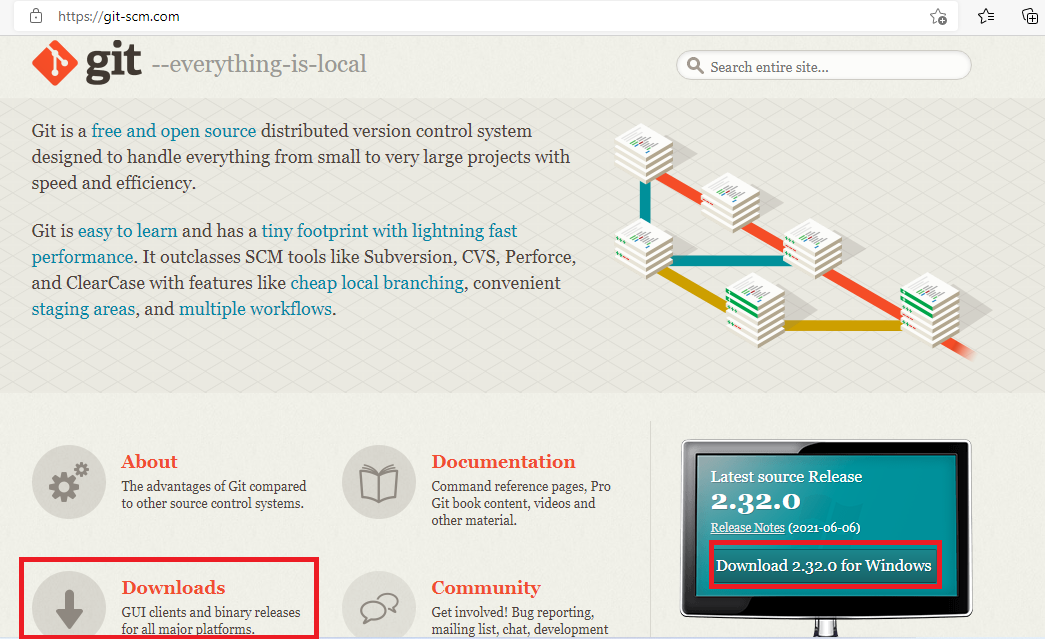 https://git-scm.com
git --everything-is-local
Search entire site...
Git is a free and open source distributed version control system
designed to handle everything from small to very large projects with
speed and efficiency.
Git is easy to learn and has a tiny footprint with lightning fast
performance. It outclasses SCM tools like Subversion, CVS, Perforce,
and ClearCase with features like cheap local branching, convenient
staging areas, and multiple workflows.
About
The advantages of Git compared
to other source control systems.
Documentation
Command reference pages, Pro
Git book content, videos and
other material.
Downloads
GUI clients and binary releases
for all major platforms.
Community
Get involved! Bug reporting,
mailing list, chat, development
Latest source Release
2.32.0
Release Notes (2021-06-06)
Download 2.32.0 for Windows